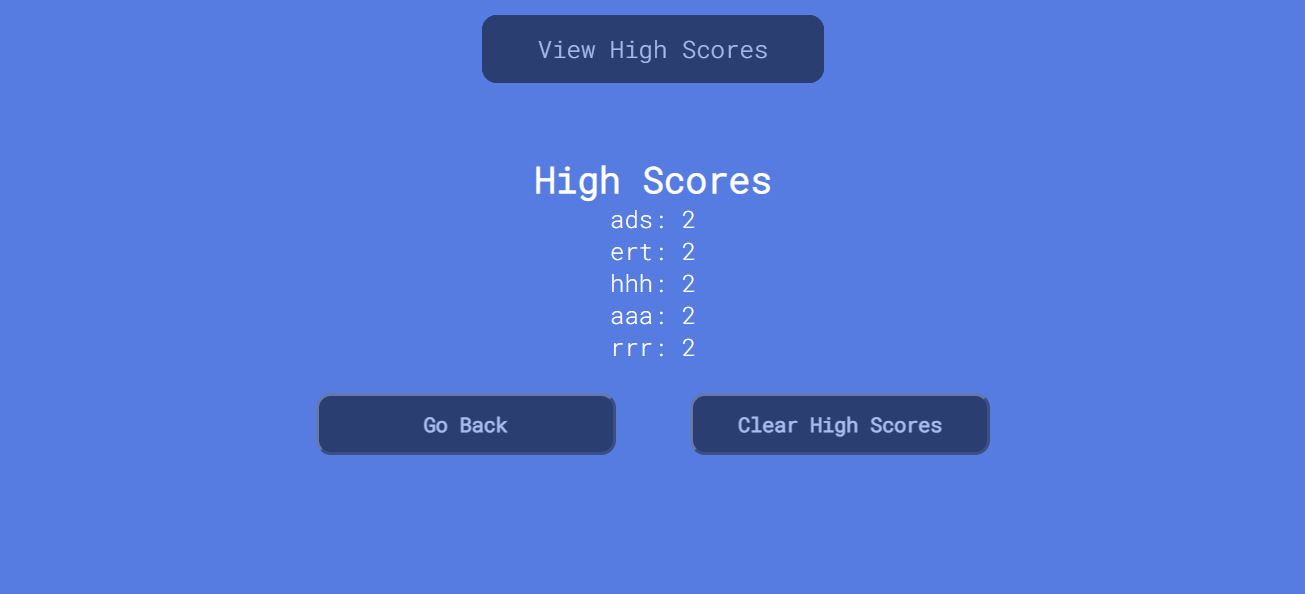 View High Scores
High Scores
ads: 2
ert: 2
hhh: 2
aaa: 2
rrr: 2
Go Back
Clear High Scores